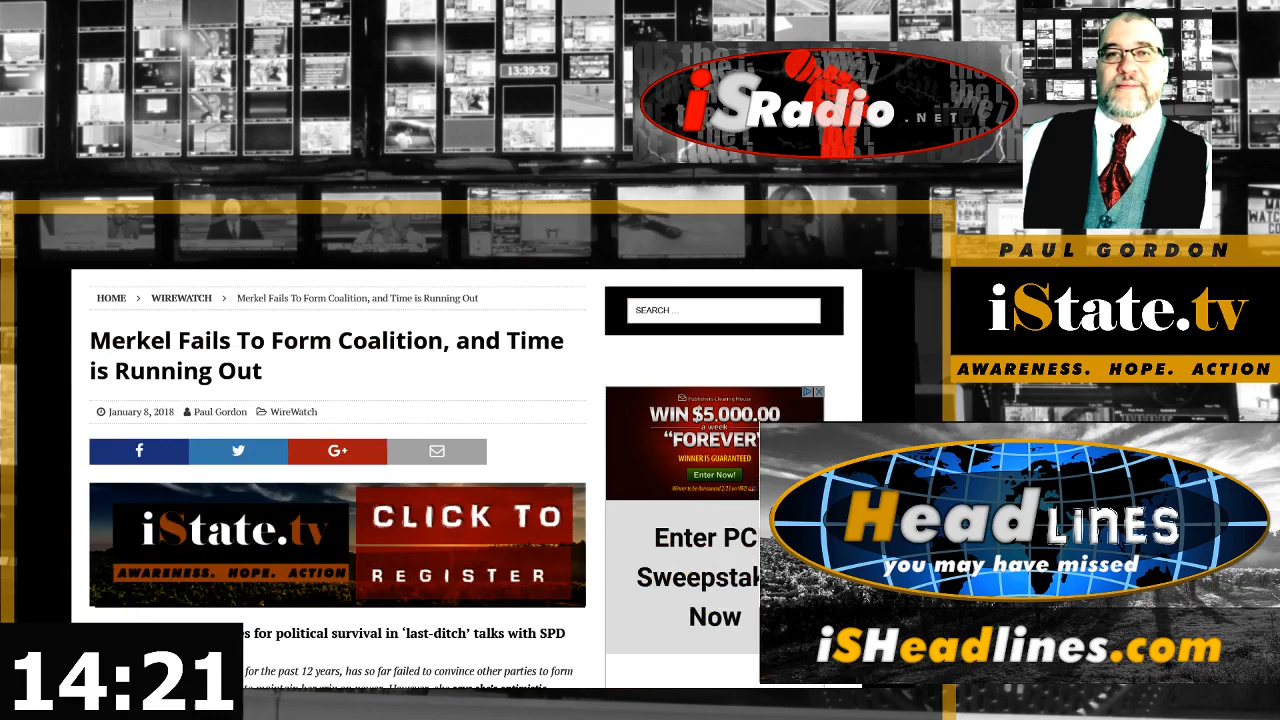 13:39:32
iSRadio.NET
PAUL GORDON
iState.tv
AWARENESS. HOPE. ACTION
HOME > WIREWATCH > Merkel Fails To Form Coalition, and Time is Running Out
SEARCH ...
Merkel Fails To Form Coalition, and Time
is Running Out
January 8, 2018 Paul Gordon WireWatch
G+
Publishers Clearing House
WIN $5,000.00
a week
"FOREVER
WINNER IS GUARANTEED
Enter Now!
iState.tv
AWARENESS. HOPE. ACTION
CLICK TO
REGISTER
Enter PC
Sweepstak
Now
HeadLINES
you may have missed
iSHeadlines.com
es for political survival in ‘last-ditch’ talks with SPD
for the past 12 years, has so far failed to convince other parties to form
14:21